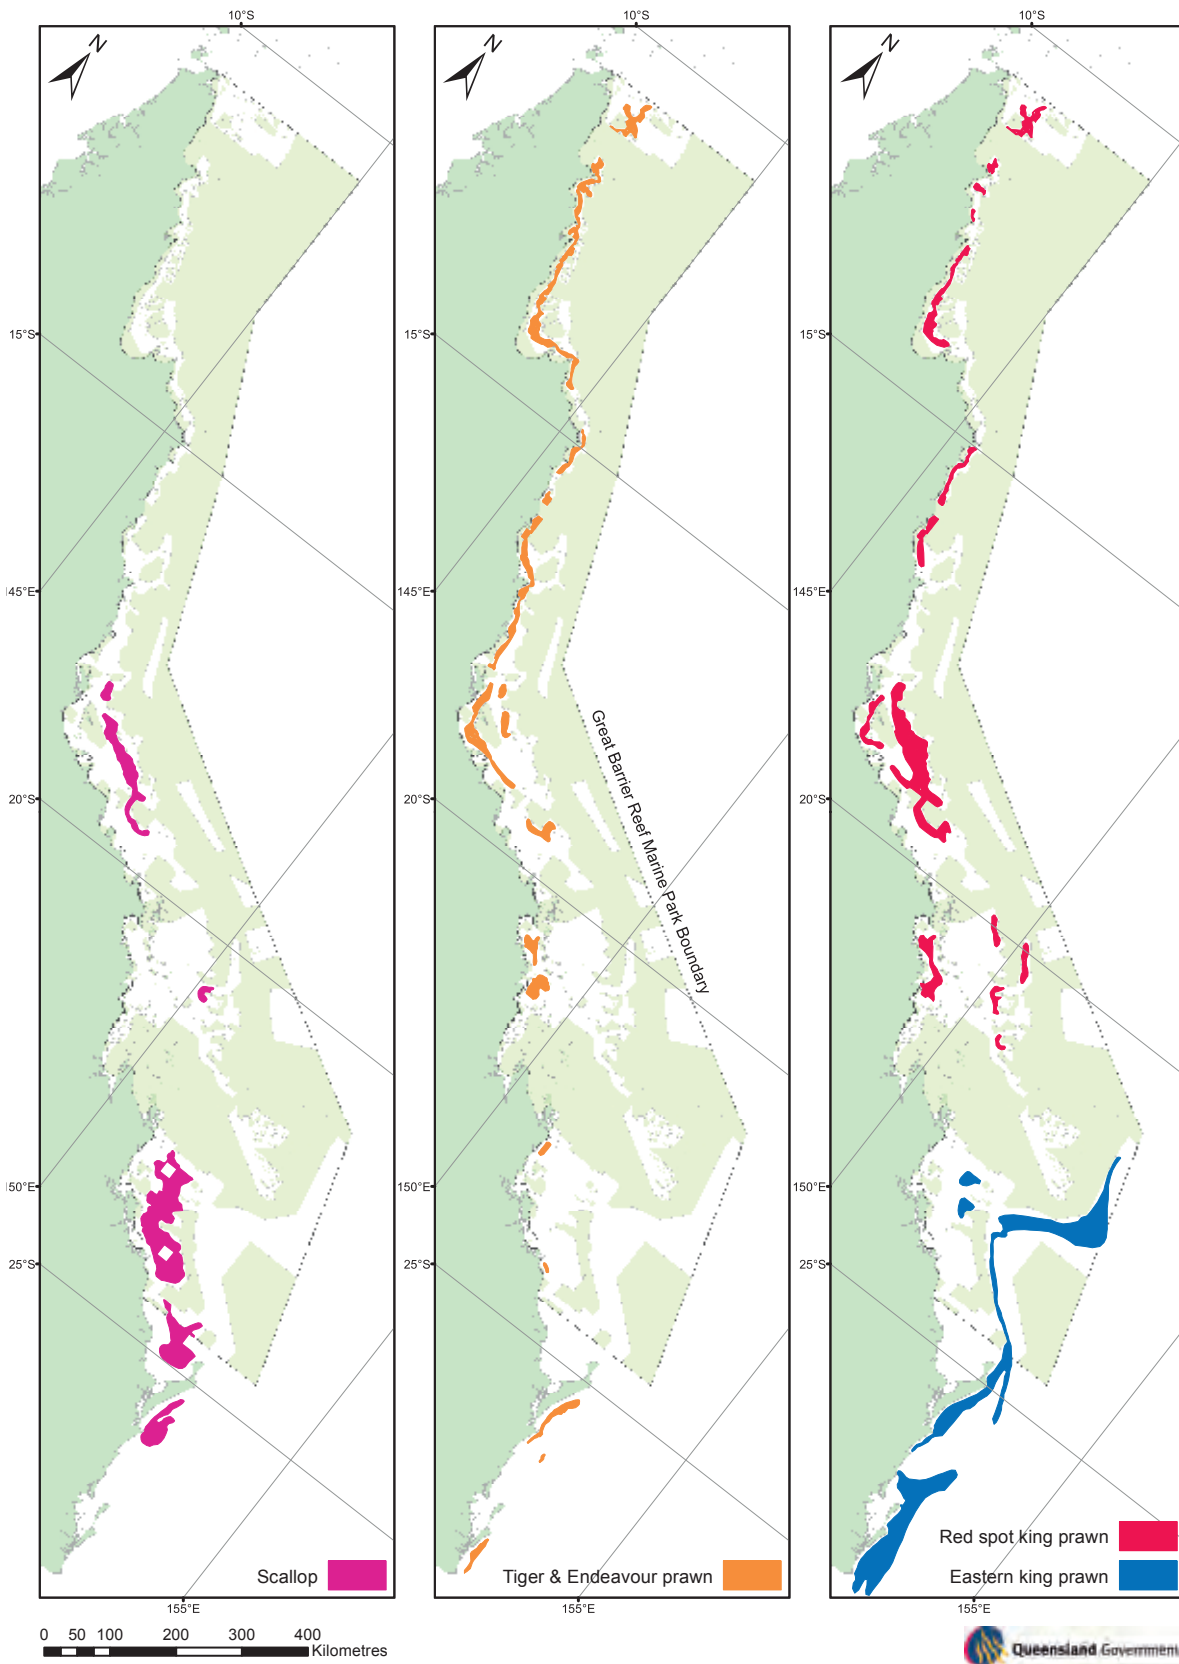 10°S
10°S
10°S
N
N
N
15°S
15°S
15°S
145°E
145°E
145°E
Great Barrier Reef Marine Park Boundary
20°S
20°S
20°S
50°E
150°E
150°E
25°S
25°S
25°S
Scallop
Tiger & Endeavour prawn
Red spot king prawn
Eastern king prawn
155°E
155°E
155°E
0 50 100 200 300 400
Kilometres
Queensland Government